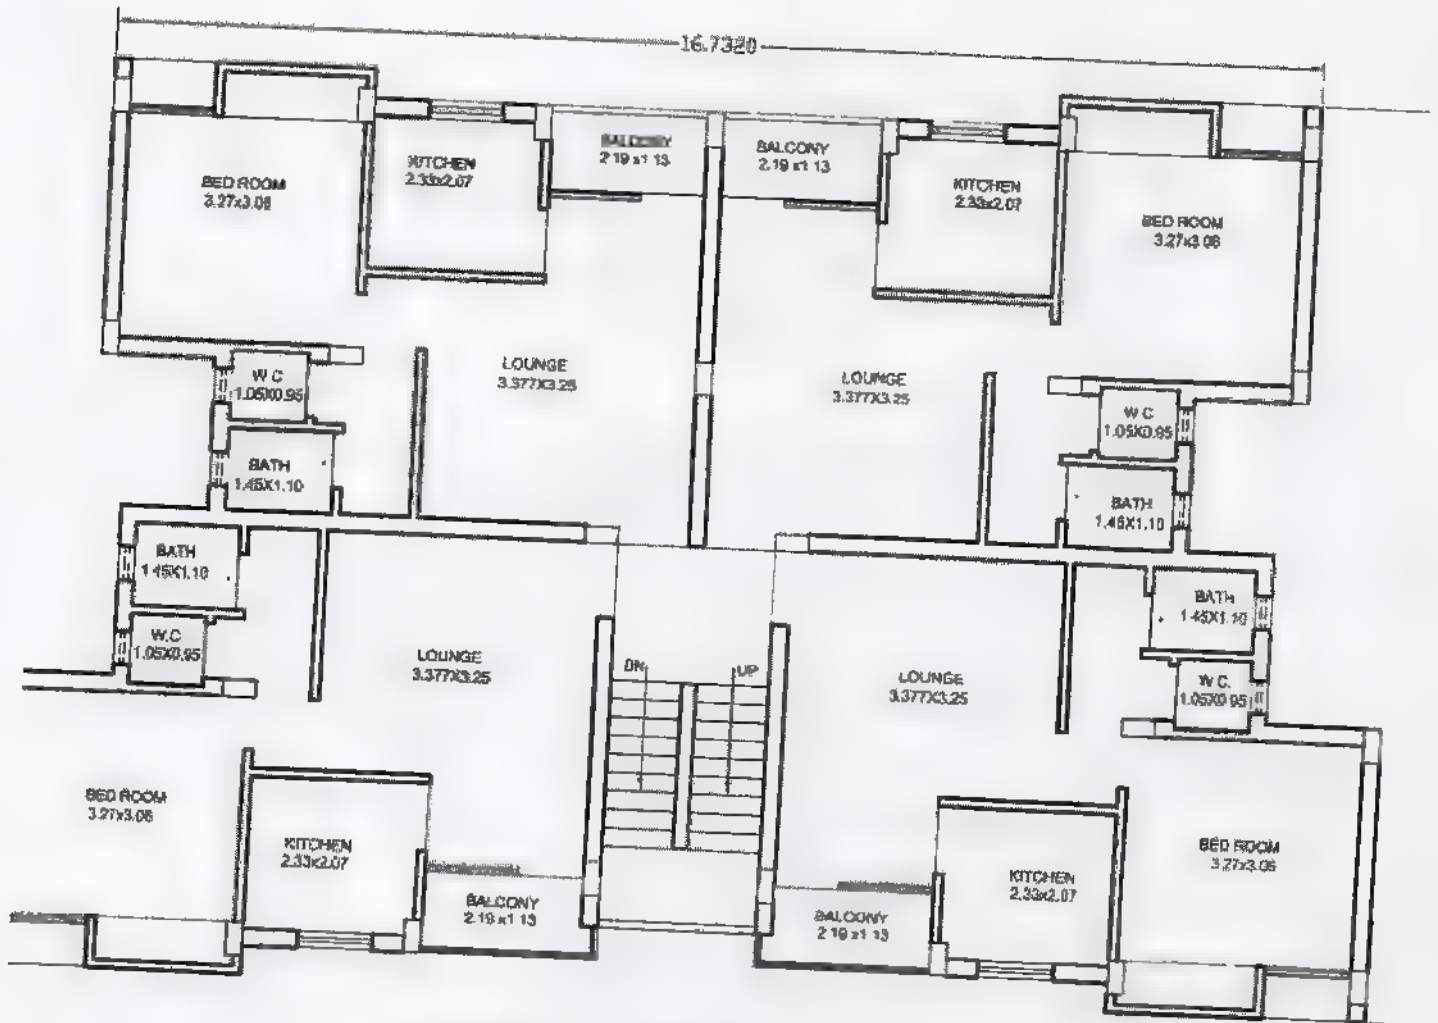 16.7320
BALCONY
2.19 x1.13
BALCONY
2.19 x1.13
KITCHEN
2.33x2.07
KITCHEN
2.33x2.07
BED ROOM
3.27x3.06
BED ROOM
3.27x3.06
LOUNGE
3.377X3.25
LOUNGE
3.377X3.25
W C
1.05X0.95
W C
1.05X0.95
BATH
1.45X1.10
BATH
1.45X1.10
BATH
1.45X1.10
BATH
1.45X1.10
W.C
1.05X0.95
W C.
1.05X0.95
LOUNGE
3.377X3.25
DN
UP
LOUNGE
3.377X3.25
BED ROOM
3.27x3.06
KITCHEN
2.33x2.07
BALCONY
2.19 x1.13
BALCONY
2.19 x1.13
KITCHEN
2.33x2.07
BED ROOM
3.27x3.06